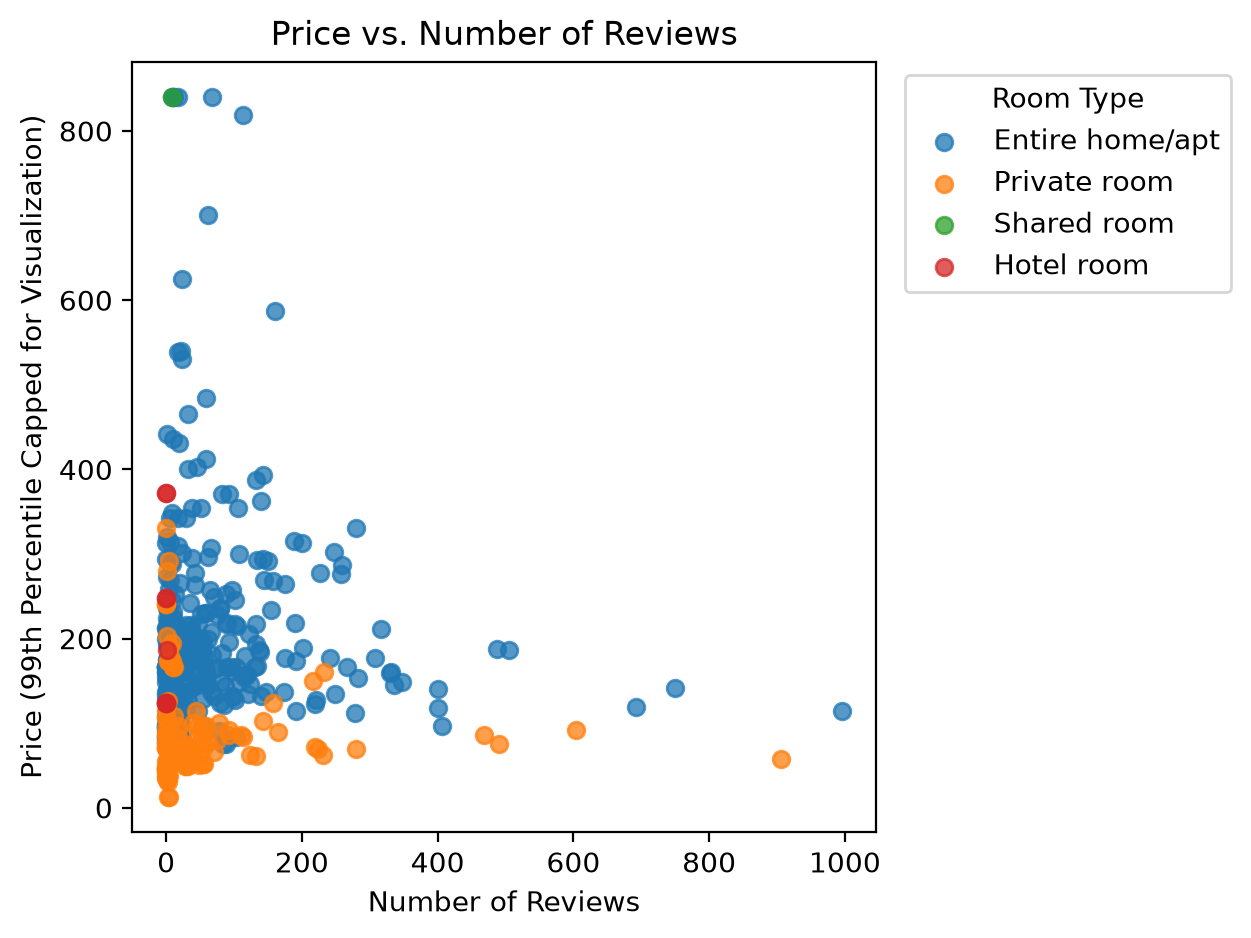 Price vs. Number of Reviews
Price (99th Percentile Capped for Visualization)
800
600
400
200
0
0 200 400 600 800 1000
Number of Reviews
Room Type
Entire home/apt
Private room
Shared room
Hotel room